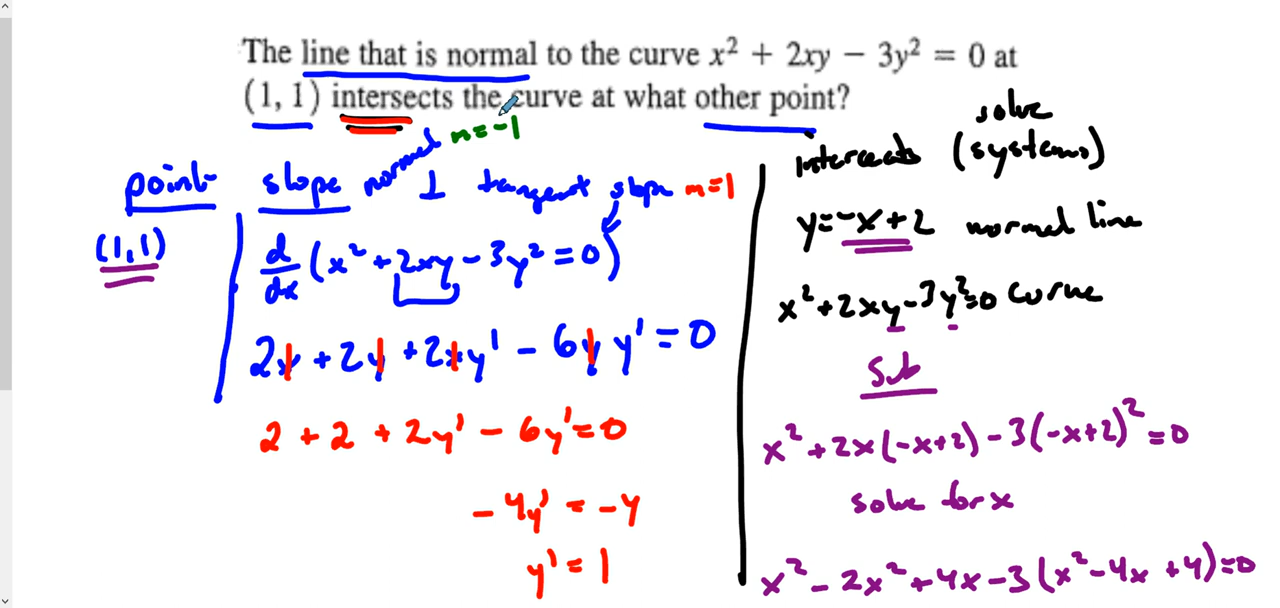 The line that is normal to the curve x² + 2xy − 3y² = 0 at
(1, 1) intersects the curve at what other point?
point
(1,1)
slope normal m=-1 ⊥ tangent slope m=1
d/dx (x² + 2xy - 3y² = 0)
2x + 2y + 2xy' - 6y y' = 0
2 + 2 + 2y' - 6y' = 0
-4y' = -4
y' = 1
intersects solve (systems)
y = -x+2 normal line
x² + 2xy - 3y² = 0 curve
Sub
x² + 2x(-x+2) - 3(-x+2)² = 0
solve for x
x² - 2x² + 4x - 3(x² - 4x + 4) = 0